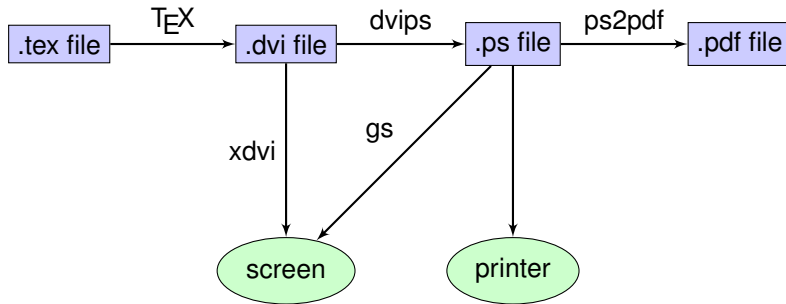 TEX
dvips
ps2pdf
.tex file
.dvi file
.ps file
.pdf file
xdvi
gs
screen
printer